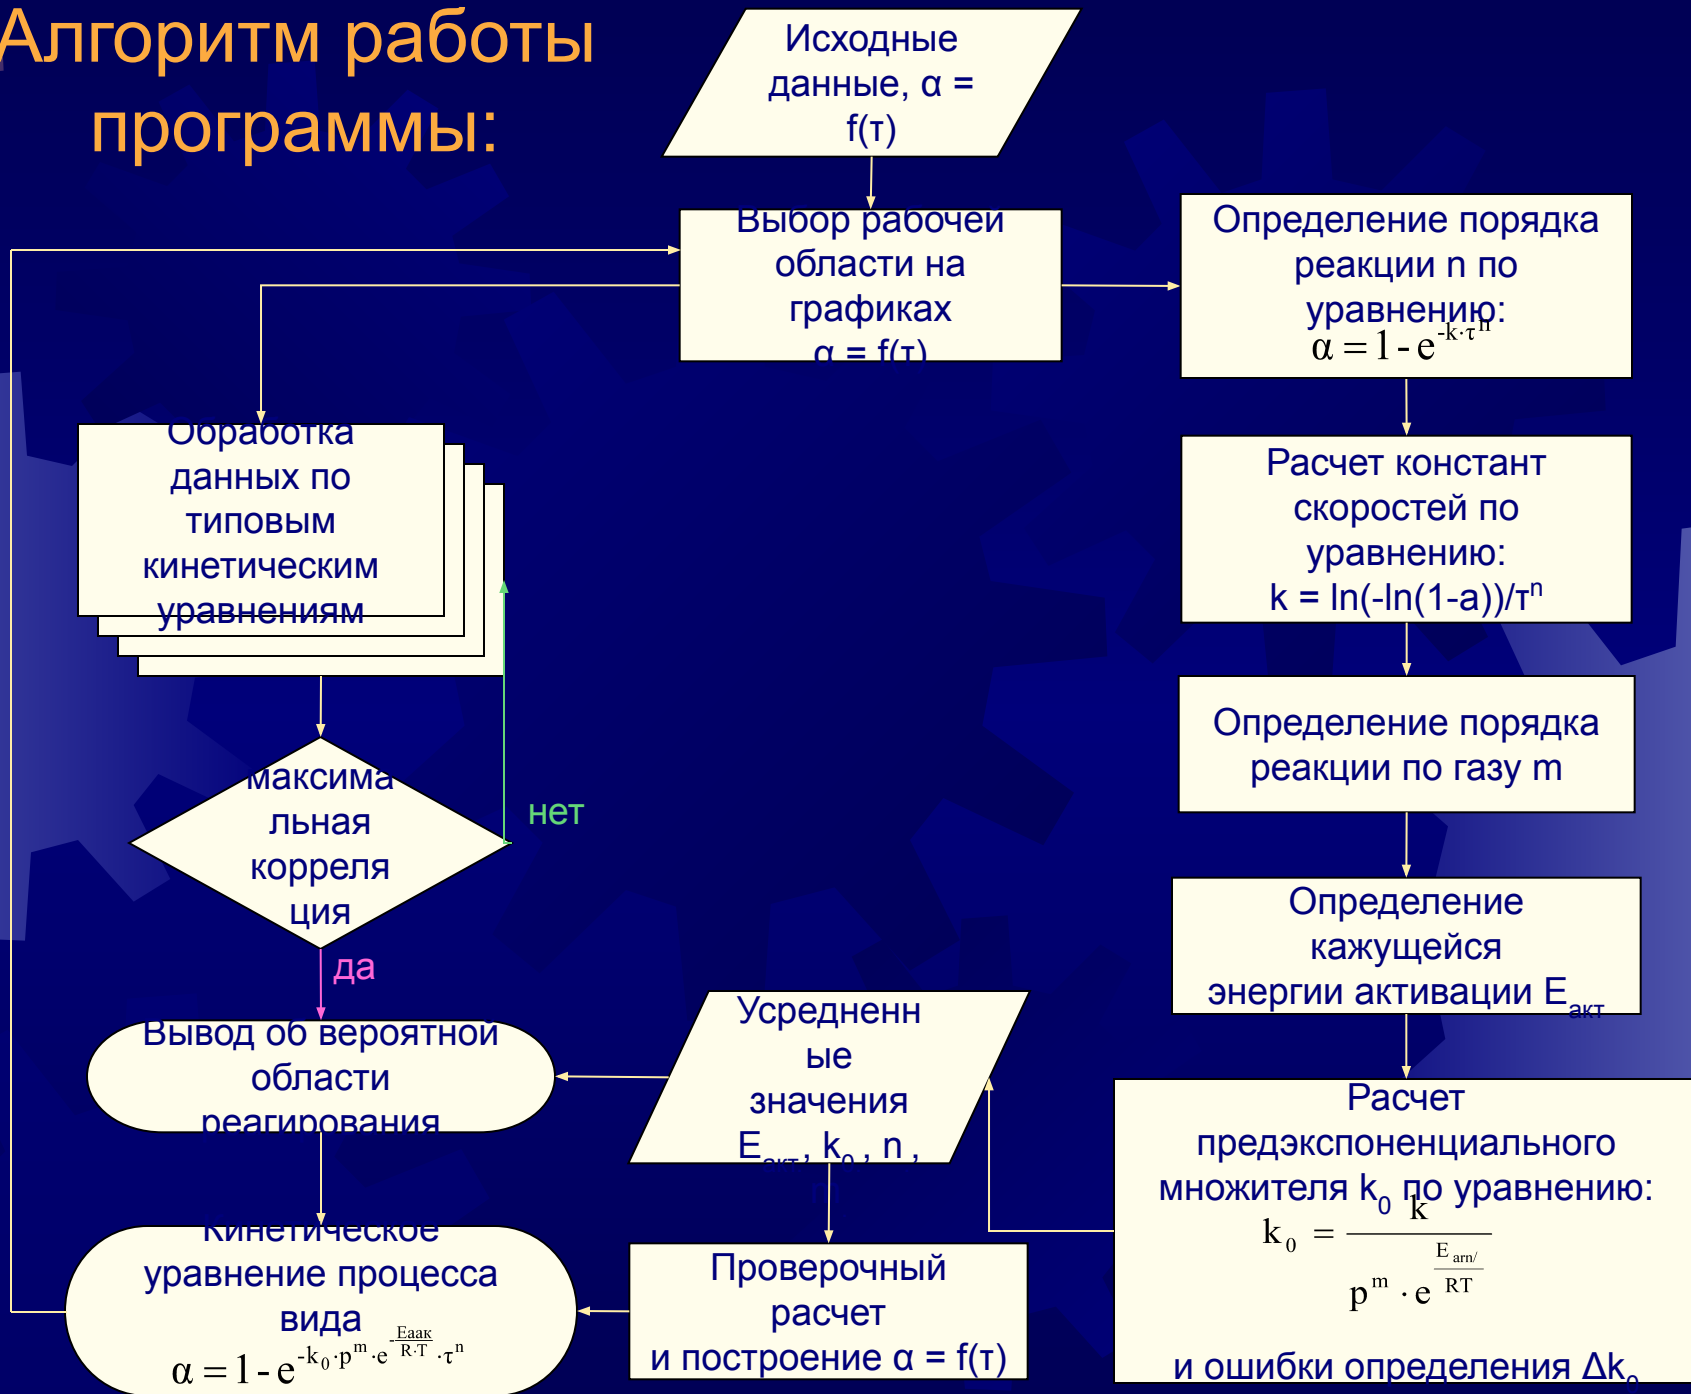 Алгоритм работы
программы:
Исходные
данные, α =
f(τ)
Выбор рабочей
области на
графиках
α = f(τ)
Определение порядка
реакции n по
уравнению:
α = 1 - e^{-k·τ^n}
Обработка
данных по
типовым
кинетическим
уравнениям
Расчет констант
скоростей по
уравнению:
k = ln(-ln(1-a))/τ^n
Определение порядка
реакции по газу m
максима
льная
корреля
ция
нет
да
Определение
кажущейся
энергии активации E_акт
Вывод об вероятной
области
реагирования
Усредненн
ые
значения
E_акт, k_0 , n ,
Расчет
предэкспоненциального
множителя k_0 по уравнению:
k_0 = k / (p^m · e^{E_arn/ / RT})
и ошибки определения Δk_0
Кинетическое
уравнение процесса
вида
α = 1 - e^{-k_0·p^m·e^{-Eаак/R·T}·τ^n}
Проверочный
расчет
и построение α = f(τ)